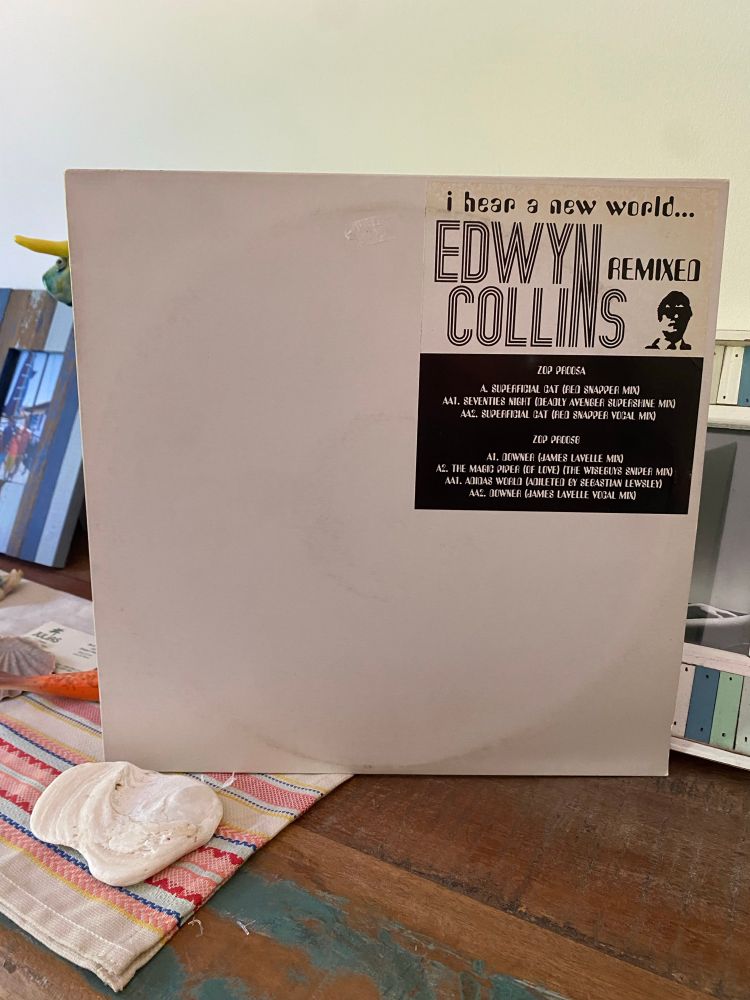 i hear a new world...
EDWYN
COLLINS
REMIXED
ZOP PROOSA
A. SUPERFICIAL CAT (RED SNAPPER MIX)
AA1. SEVENTIES NIGHT (DEADLY AVENGER SUPERSHINE MIX)
AA2. SUPERFICIAL CAT (RED SNAPPER VOCAL MIX)
ZOP PROOSB
A1. DOWNER (JAMES LAVELLE MIX)
A2. THE MAGIC PIPER (OF LOVE) (THE WISEGUYS SNIPER MIX)
AA1. ADIDAS WORLD (ADILETED BY SEBASTIAN LEWSLEY)
AA2. DOWNER (JAMES LAVELLE VOCAL MIX)